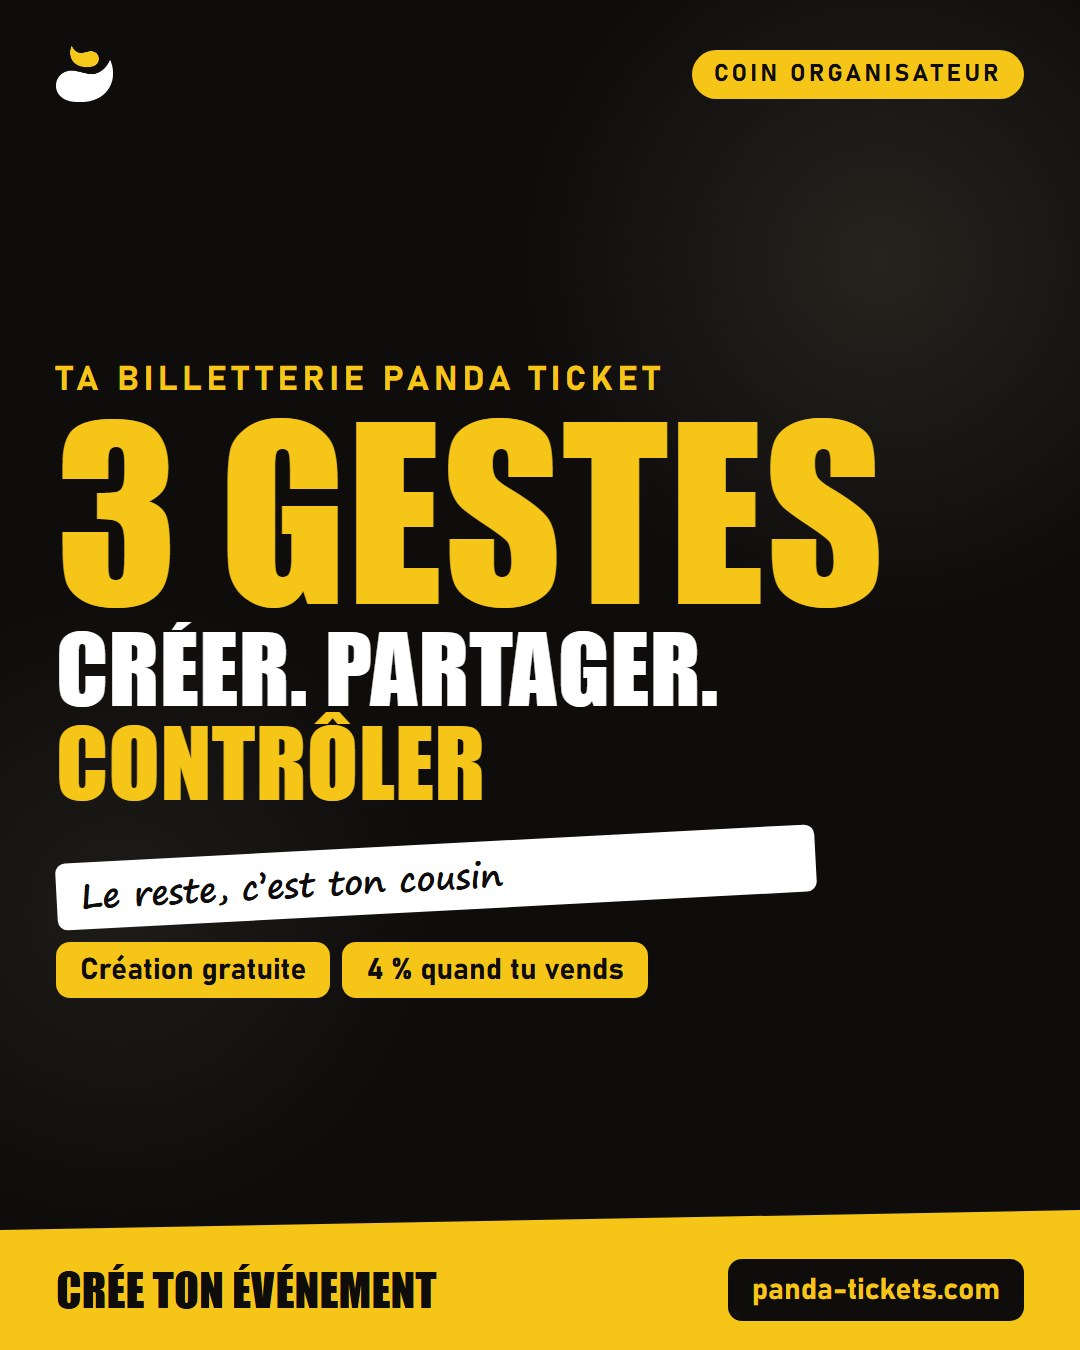 COIN ORGANISATEUR
TA BILLETTERIE PANDA TICKET
3 GESTES
CRÉER. PARTAGER.
CONTRÔLER
Le reste, c’est ton cousin
Création gratuite
4 % quand tu vends
CRÉE TON ÉVÉNEMENT
panda-tickets.com